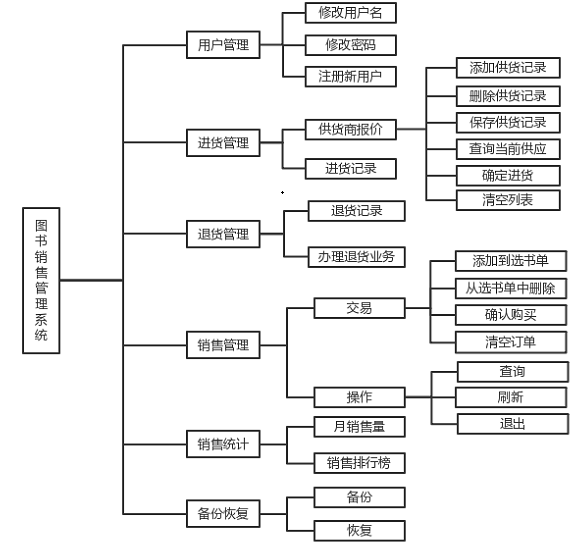 图书销售管理系统
用户管理
修改用户名
修改密码
注册新用户
进货管理
供货商报价
添加供货记录
删除供货记录
保存供货记录
查询当前供应
确定进货
清空列表
进货记录
退货管理
退货记录
办理退货业务
销售管理
交易
添加到选书单
从选书单中删除
确认购买
清空订单
操作
查询
刷新
退出
销售统计
月销售量
销售排行榜
备份恢复
备份
恢复